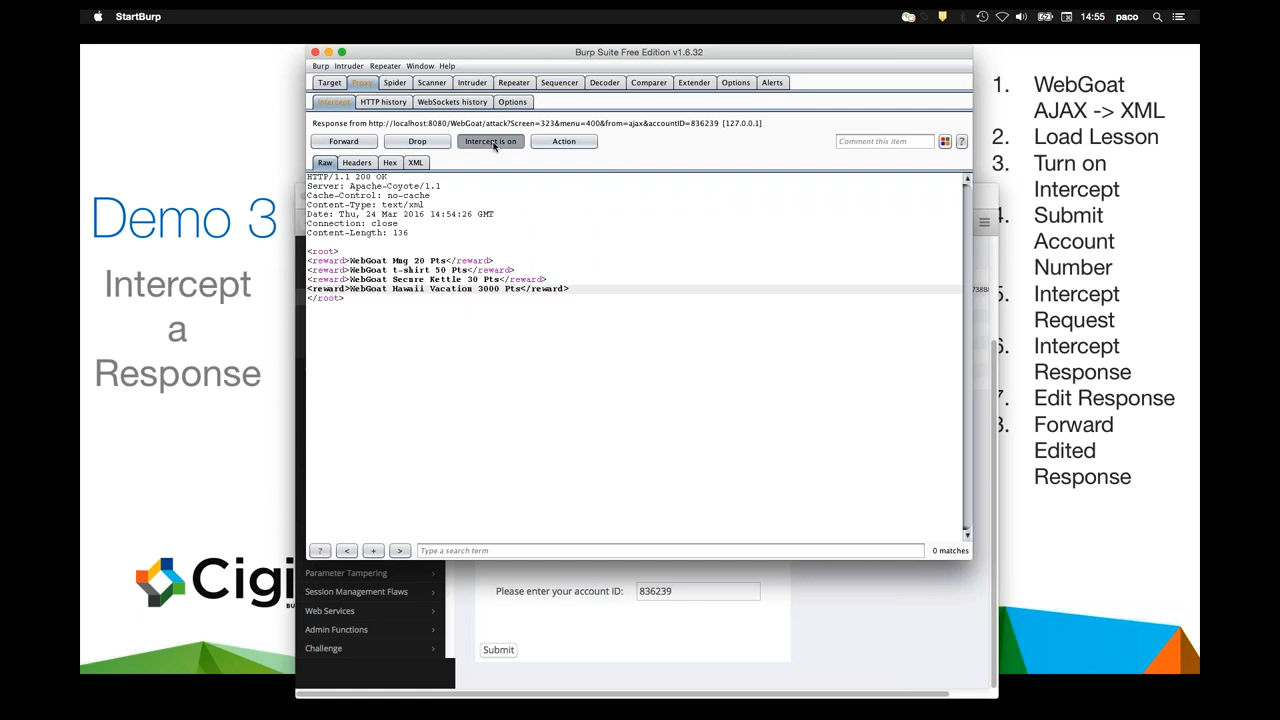 StartBurp
14:55
paco
Burp Suite Free Edition v1.6.32
Burp Intruder Repeater Window Help
Target Proxy Spider Scanner Intruder Repeater Sequencer Decoder Comparer Extender Options Alerts
Intercept HTTP history WebSockets history Options
Response from http://localhost:8080/WebGoat/attack?Screen=323&menu=400&from=ajax&accountID=836239 [127.0.0.1]
Forward Drop Intercept is on Action Comment this item ?
Raw Headers Hex XML
HTTP/1.1 200 OK
Server: Apache-Coyote/1.1
Cache-Control: no-cache
Content-Type: text/xml
Date: Thu, 24 Mar 2016 14:54:26 GMT
Connection: close
Content-Length: 136
<root>
<reward>WebGoat Mug 20 Pts</reward>
<reward>WebGoat t-shirt 50 Pts</reward>
<reward>WebGoat Secure Kettle 30 Pts</reward>
<reward>WebGoat Hawaii Vacation 3000 Pts</reward>
</root>
? < + > Type a search term 0 matches
Demo 3
Intercept
a
Response
Cigi
Parameter Tampering
Session Management Flaws
Web Services
Admin Functions
Challenge
Please enter your account ID: 836239
Submit
1. WebGoat
AJAX -> XML
2. Load Lesson
3. Turn on
Intercept
4. Submit
Account
Number
5. Intercept
Request
6. Intercept
Response
7. Edit Response
8. Forward
Edited
Response